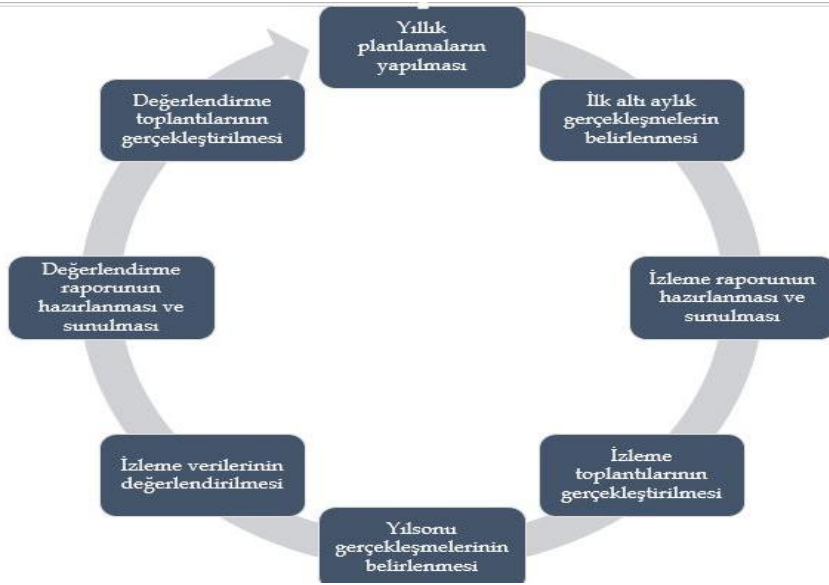 Yıllık
planlamaların
yapılması
İlk altı aylık
gerçekleşmelerin
belirlenmesi
İzleme raporunun
hazırlanması ve
sunulması
İzleme
toplantılarının
gerçekleştirilmesi
Yılsonu
gerçekleşmelerinin
belirlenmesi
İzleme verilerinin
değerlendirilmesi
Değerlendirme
raporunun
hazırlanması ve
sunulması
Değerlendirme
toplantılarının
gerçekleştirilmesi